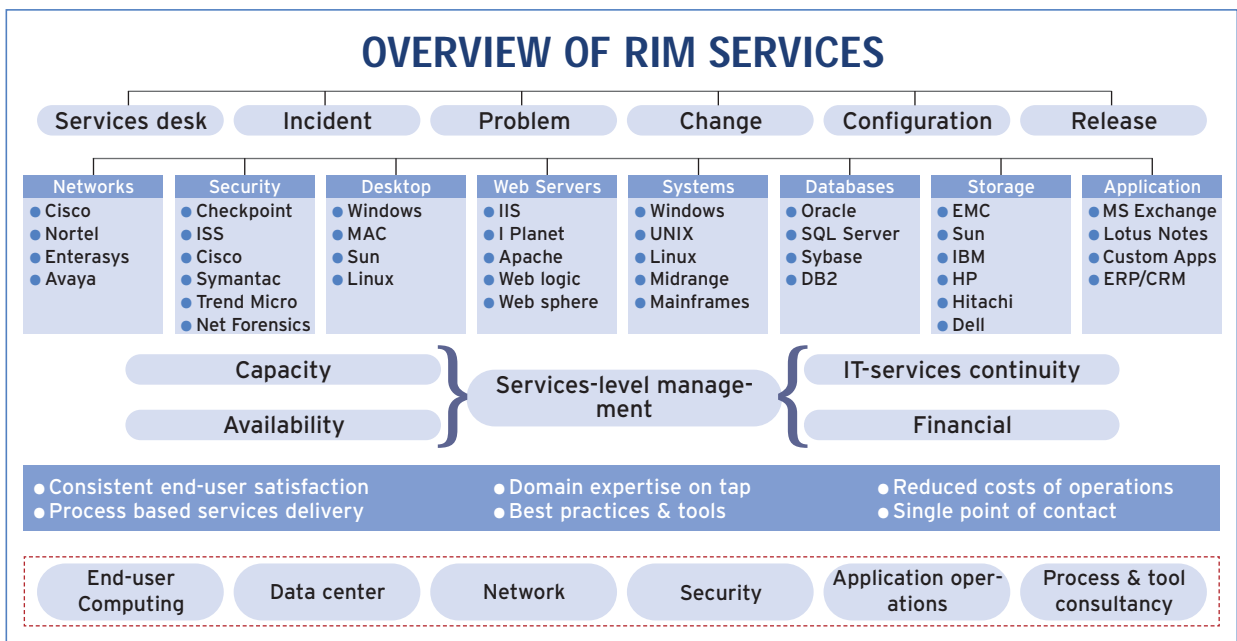 OVERVIEW OF RIM SERVICES
Services desk
Incident
Problem
Change
Configuration
Release
Networks
Cisco
Nortel
Enterasys
Avaya
Security
Checkpoint
ISS
Cisco
Symantac
Trend Micro
Net Forensics
Desktop
Windows
MAC
Sun
Linux
Web Servers
IIS
I Planet
Apache
Web logic
Web sphere
Systems
Windows
UNIX
Linux
Midrange
Mainframes
Databases
Oracle
SQL Server
Sybase
DB2
Storage
EMC
Sun
IBM
HP
Hitachi
Dell
Application
MS Exchange
Lotus Notes
Custom Apps
ERP/CRM
Capacity
Availability
Services-level manage-
ment
IT-services continuity
Financial
Consistent end-user satisfaction
Process based services delivery
Domain expertise on tap
Best practices & tools
Reduced costs of operations
Single point of contact
End-user
Computing
Data center
Network
Security
Application oper-
ations
Process & tool
consultancy